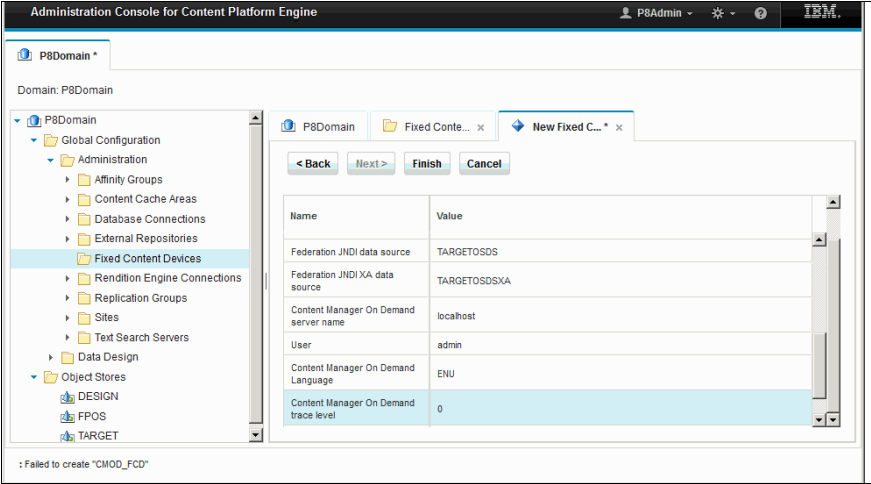 Administration Console for Content Platform Engine
P8Admin
IBM.
P8Domain *
Domain: P8Domain
P8Domain
Global Configuration
Administration
Affinity Groups
Content Cache Areas
Database Connections
External Repositories
Fixed Content Devices
Rendition Engine Connections
Replication Groups
Sites
Text Search Servers
Data Design
Object Stores
DESIGN
FPOS
TARGET
P8Domain
Fixed Conte... ×
New Fixed C... * ×
< Back
Next >
Finish
Cancel
Name Value
Federation JNDI data source TARGETOSDS
Federation JNDI XA data
source TARGETOSDSXA
Content Manager On Demand
server name localhost
User admin
Content Manager On Demand
Language ENU
Content Manager On Demand
trace level 0
: Failed to create "CMOD_FCD"